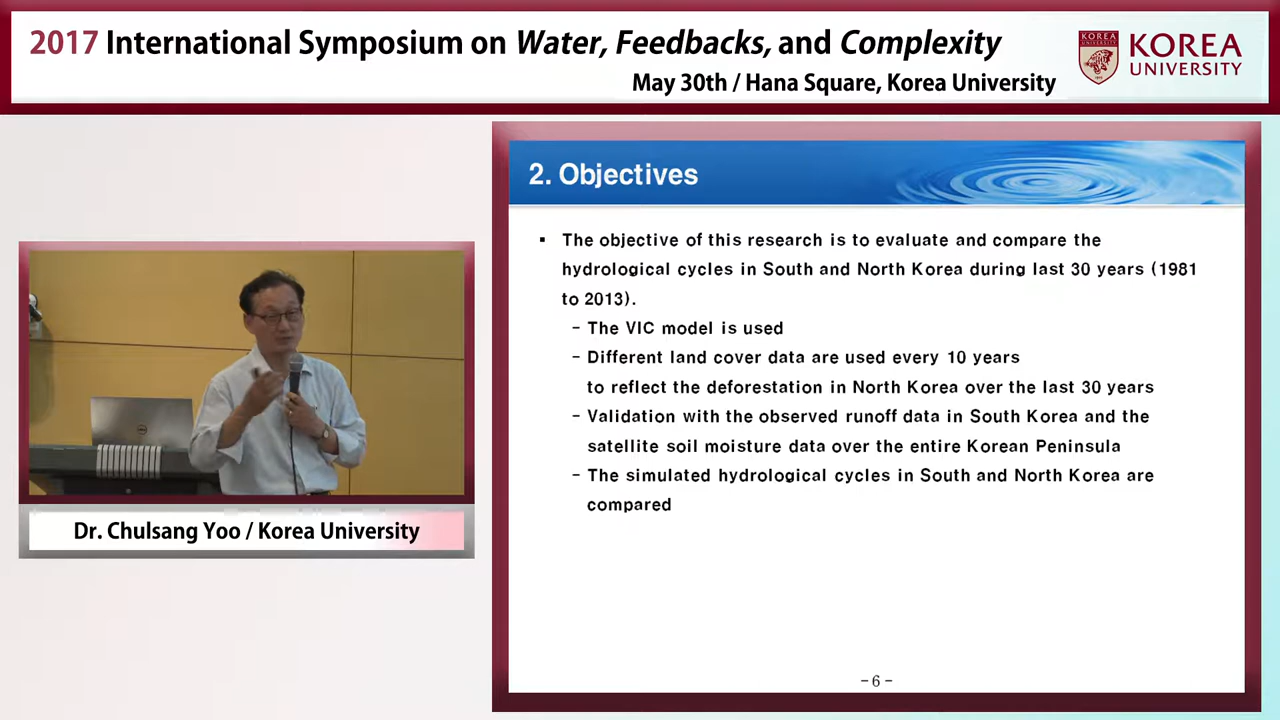 2017 International Symposium on Water, Feedbacks, and Complexity
May 30th / Hana Square, Korea University
KOREA
UNIVERSITY
2. Objectives
▪ The objective of this research is to evaluate and compare the
hydrological cycles in South and North Korea during last 30 years (1981
to 2013).
- The VIC model is used
- Different land cover data are used every 10 years
to reflect the deforestation in North Korea over the last 30 years
- Validation with the observed runoff data in South Korea and the
satellite soil moisture data over the entire Korean Peninsula
- The simulated hydrological cycles in South and North Korea are
compared
- 6 -
Dr. Chulsang Yoo / Korea University